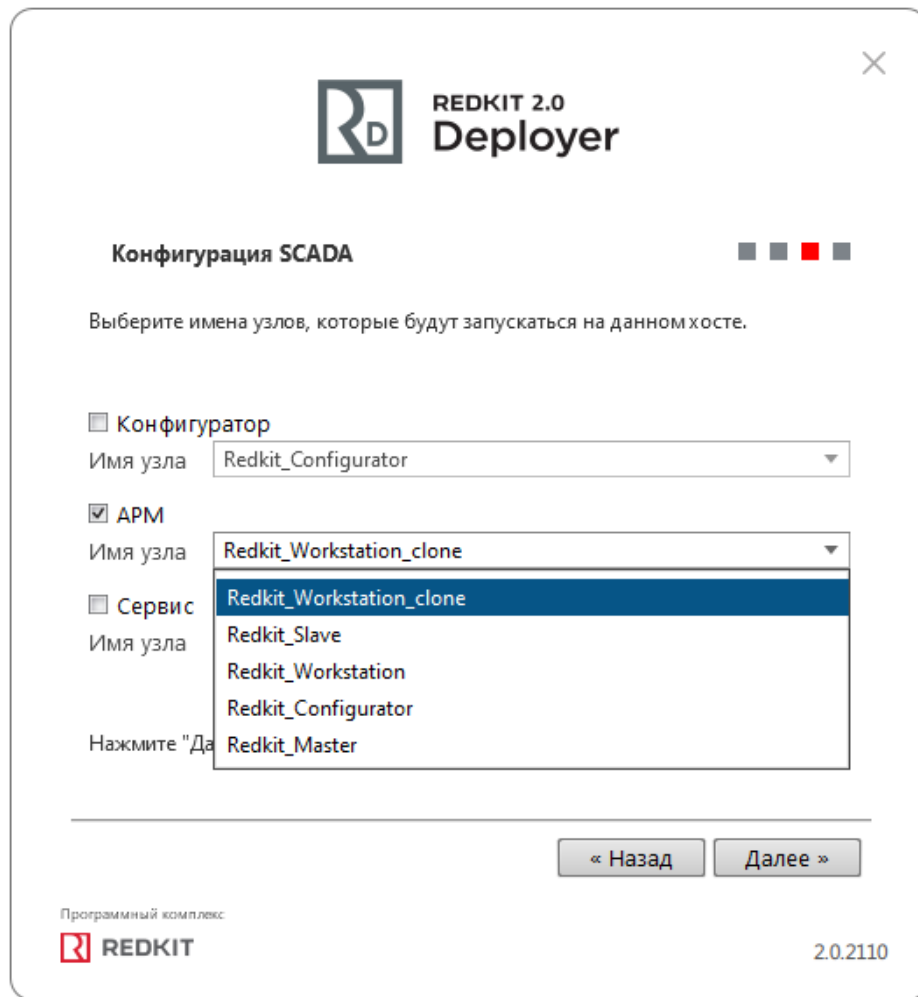 REDKIT 2.0
Deployer
Конфигурация SCADA
Выберите имена узлов, которые будут запускаться на данном хосте.
Конфигуратор
Имя узла Redkit_Configurator
АРМ
Имя узла Redkit_Workstation_clone
Redkit_Workstation_clone
Сервис
Redkit_Slave
Имя узла
Redkit_Workstation
Redkit_Configurator
Нажмите "Да
Redkit_Master
« Назад Далее »
Программный комплекс
REDKIT
2.0.2110